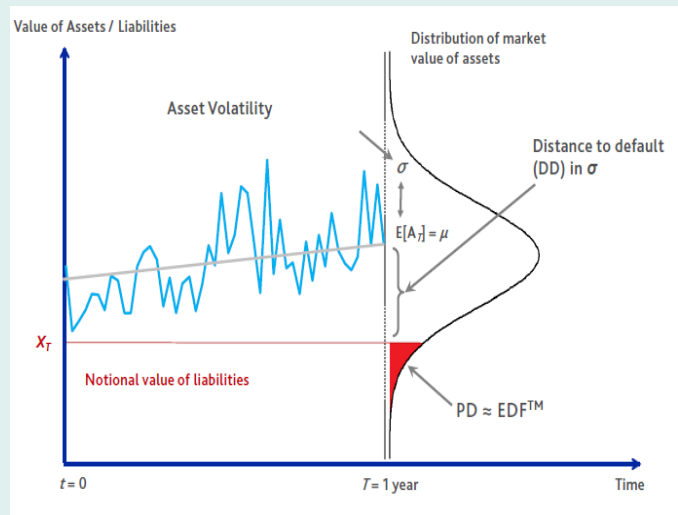 Value of Assets / Liabilities
Distribution of market
value of assets
Asset Volatility
Distance to default
(DD) in σ
σ
E[A_T] = μ
X_T
Notional value of liabilities
PD ≈ EDF™
t = 0
T = 1 year
Time